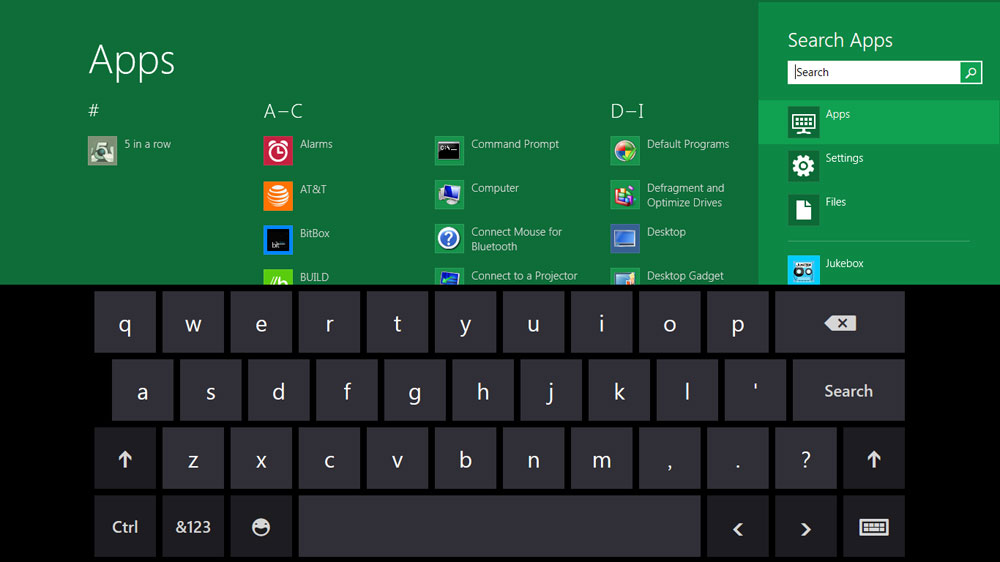 Apps
#
5 in a row
A–C
Alarms
AT&T
BitBox
bit
BUILD
Command Prompt
Computer
Connect Mouse for
Bluetooth
Connect to a Projector
D–I
Default Programs
Defragment and
Optimize Drives
Desktop
Desktop Gadget
Search Apps
Search
Apps
Settings
Files
Jukebox
q w e r t y u i o p
a s d f g h j k l ' Search
z x c v b n m , . ?
Ctrl &123 < >